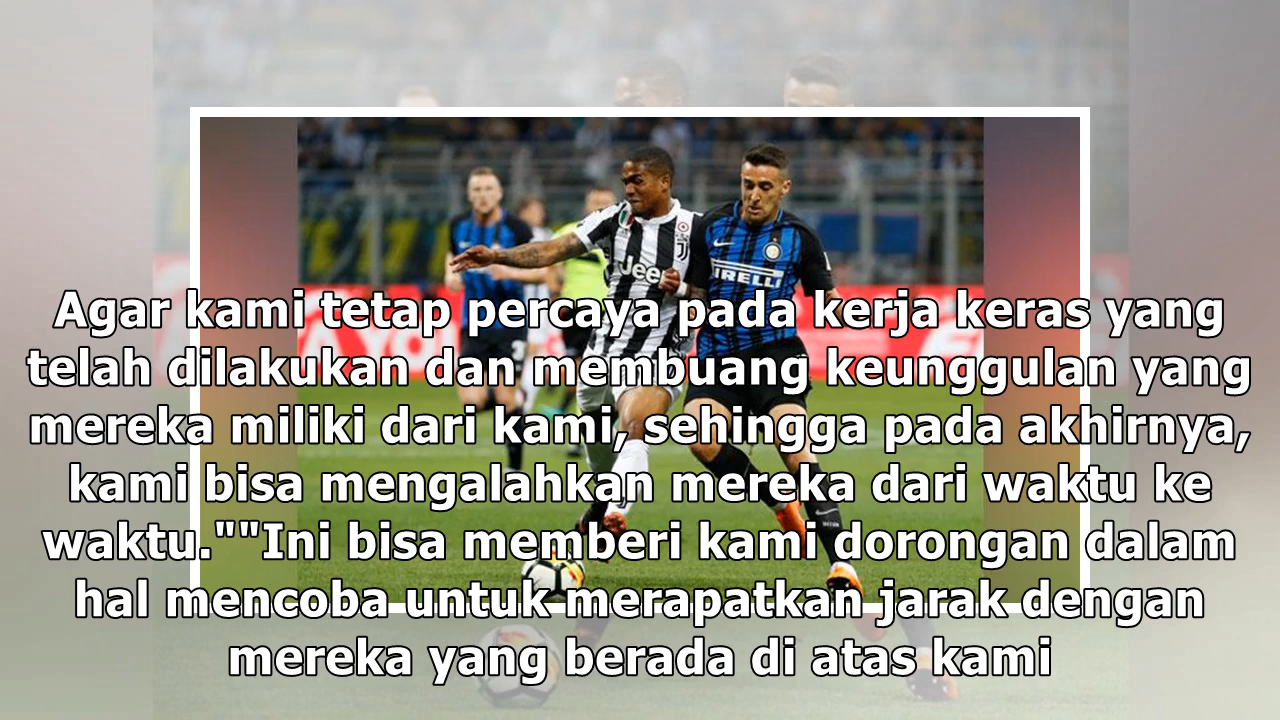 Jeep
PIRELLI
Agar kami tetap percaya pada kerja keras yang
telah dilakukan dan membuang keunggulan yang
mereka miliki dari kami, sehingga pada akhirnya,
kami bisa mengalahkan mereka dari waktu ke
waktu.""Ini bisa memberi kami dorongan dalam
hal mencoba untuk merapatkan jarak dengan
mereka yang berada di atas kami